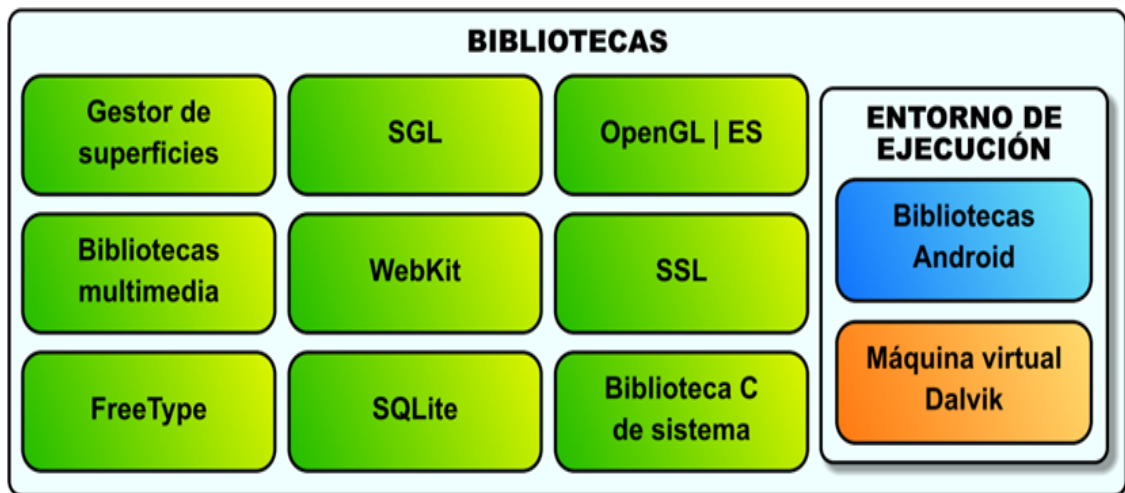 BIBLIOTECAS
Gestor de
superficies
SGL
OpenGL | ES
Bibliotecas
multimedia
WebKit
SSL
FreeType
SQLite
Biblioteca C
de sistema
ENTORNO DE
EJECUCIÓN
Bibliotecas
Android
Máquina virtual
Dalvik